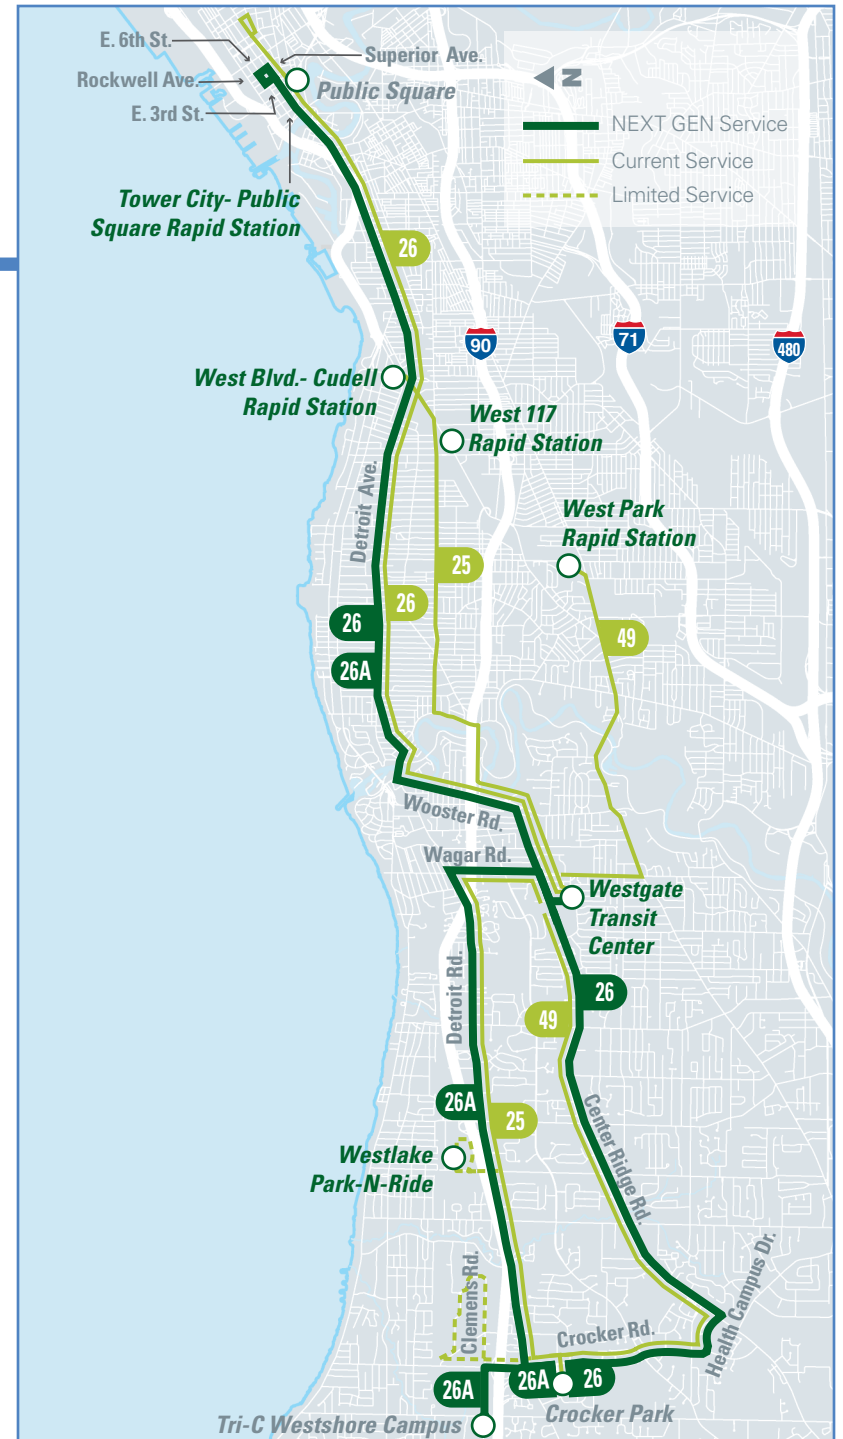 E. 6th St.
Superior Ave.
Rockwell Ave.
Public Square
E. 3rd St.
N
NEXT GEN Service
Current Service
Limited Service
Tower City- Public
Square Rapid Station
26
90
71
480
West Blvd.- Cudell
Rapid Station
West 117
Rapid Station
Detroit Ave.
West Park
Rapid Station
25
26
26
49
26A
Wooster Rd.
Wagar Rd.
Westgate
Transit
Center
Detroit Rd.
26
49
26A
25
Center Ridge Rd.
Westlake
Park-N-Ride
Clemens Rd.
Health Campus Dr.
Crocker Rd.
26A
26A
26
Crocker Park
Tri-C Westshore Campus